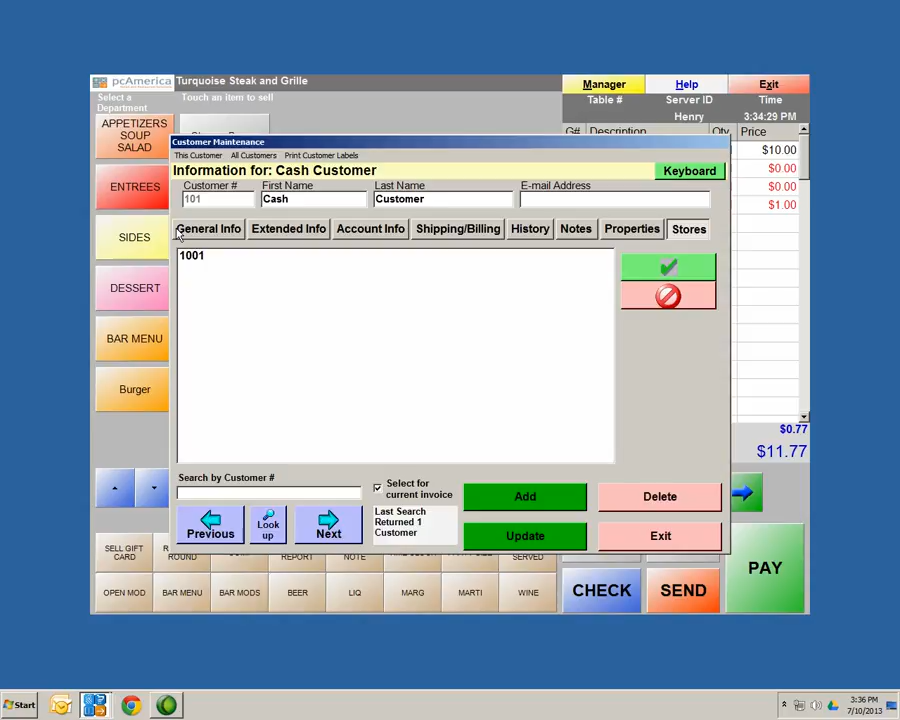 pcAmerica Turquoise Steak and Grille
Manager Help Exit
Select a
Department
Touch an item to sell
Table # Server ID Time
Henry 3:34:29 PM
APPETIZERS
SOUP
SALAD
G# Description Qty Price
$10.00
$0.00
$0.00
$1.00
ENTREES
SIDES
DESSERT
BAR MENU
Burger
Customer Maintenance
This Customer All Customers Print Customer Labels
Information for: Cash Customer Keyboard
Customer # First Name Last Name E-mail Address
101 Cash Customer
General Info Extended Info Account Info Shipping/Billing History Notes Properties Stores
1001
$0.77
$11.77
Search by Customer #
Select for
current invoice
Add Delete
Previous Look
up Next
Last Search
Returned 1
Customer
Update Exit
SELL GIFT
CARD
ROUND
REPORT
NOTE
SERVED
OPEN MOD BAR MENU BAR MODS BEER LIQ MARG MARTI WINE
CHECK SEND PAY
Start
3:36 PM
7/10/2013